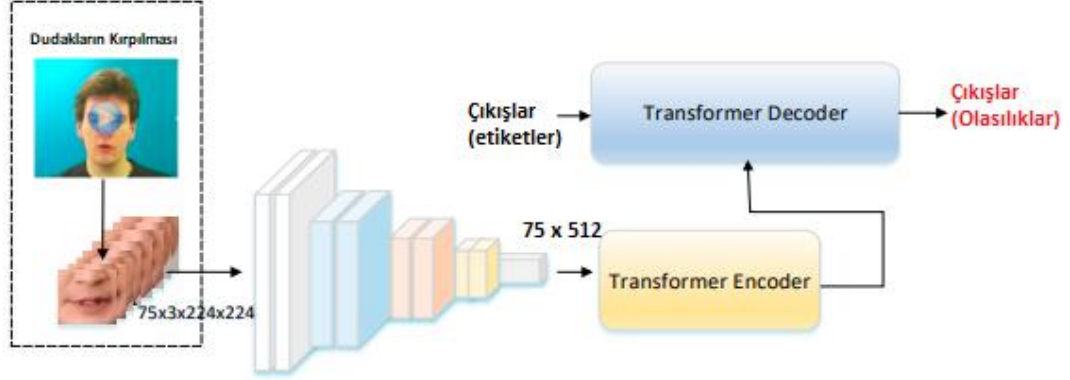 Dudakların Kırpılması
75x3x224x224
75 x 512
Transformer Encoder
Çıkışlar
(etiketler)
Transformer Decoder
Çıkışlar
(Olasılıklar)